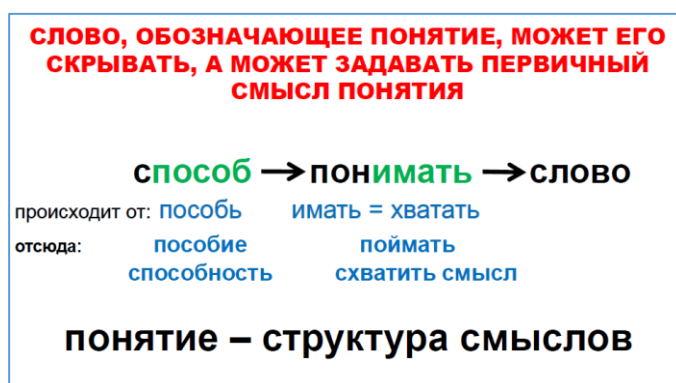 СЛОВО, ОБОЗНАЧАЮЩЕЕ ПОНЯТИЕ, МОЖЕТ ЕГО
СКРЫВАТЬ, А МОЖЕТ ЗАДАВАТЬ ПЕРВИЧНЫЙ
СМЫСЛ ПОНЯТИЯ
способ → понимать → слово
происходит от: пособь имать = хватать
отсюда: пособие поймать
способность схватить смысл
понятие – структура смыслов